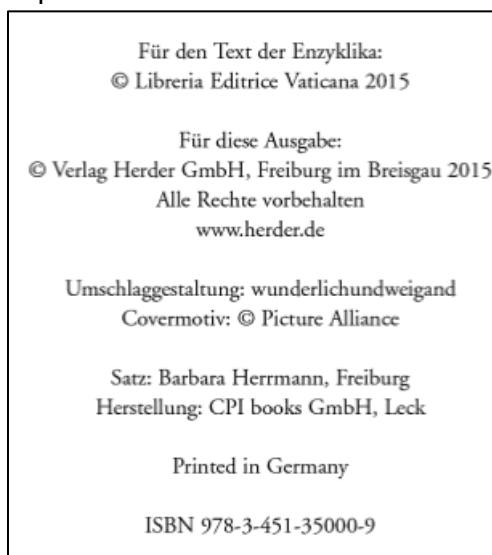 Für den Text der Enzyklika:
© Libreria Editrice Vaticana 2015
Für diese Ausgabe:
© Verlag Herder GmbH, Freiburg im Breisgau 2015
Alle Rechte vorbehalten
www.herder.de
Umschlaggestaltung: wunderlichundweigand
Covermotiv: © Picture Alliance
Satz: Barbara Herrmann, Freiburg
Herstellung: CPI books GmbH, Leck
Printed in Germany
ISBN 978-3-451-35000-9